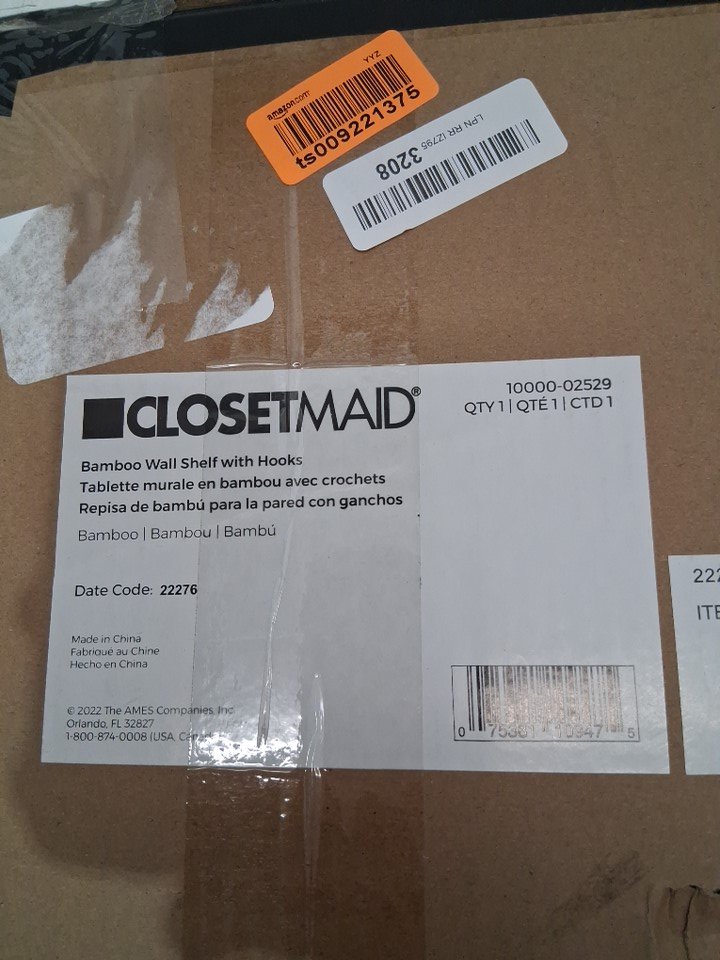 amazon.com
YYZ
ts009221375
LPN RR IZ795 3208
CLOSETMAID®
10000-02529
QTY 1 | QTÉ 1 | CTD 1
Bamboo Wall Shelf with Hooks
Tablette murale en bambou avec crochets
Repisa de bambú para la pared con ganchos
Bamboo | Bambou | Bambú
Date Code: 22276
Made in China
Fabriqué au Chine
Hecho en China
© 2022 The AMES Companies, Inc.
Orlando, FL 32827
1-800-874-0008 (USA,
0
5
222
ITE